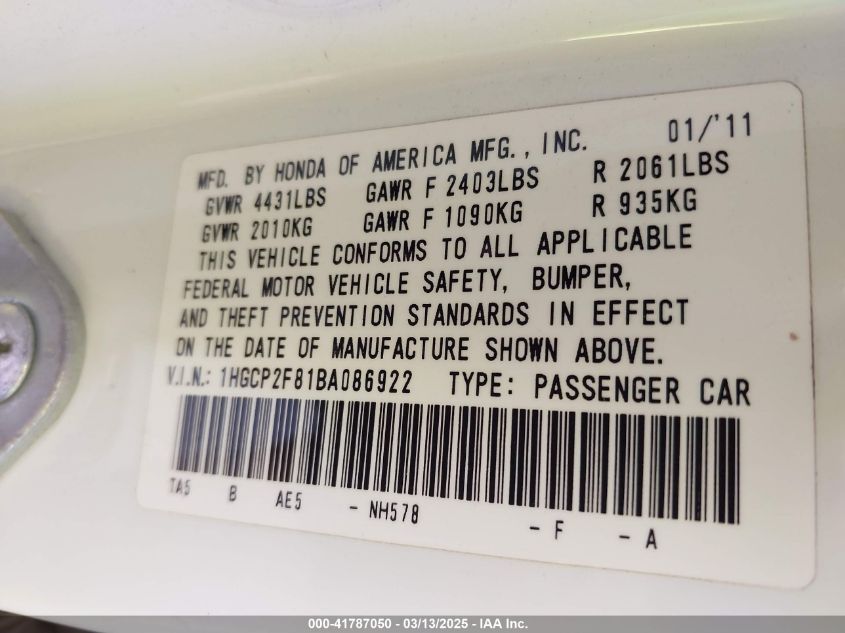 MFD. BY HONDA OF AMERICA MFG., INC. 01/'11
GVWR 4431LBS GAWR F 2403LBS R 2061LBS
GVWR 2010KG GAWR F 1090KG R 935KG
THIS VEHICLE CONFORMS TO ALL APPLICABLE
FEDERAL MOTOR VEHICLE SAFETY, BUMPER,
AND THEFT PREVENTION STANDARDS IN EFFECT
ON THE DATE OF MANUFACTURE SHOWN ABOVE.
V.I.N.: 1HGCP2F81BA086922 TYPE: PASSENGER CAR
TA5 B AE5 - NH578 - F - A
000-41787050 — 03/13/2025 — IAA Inc.